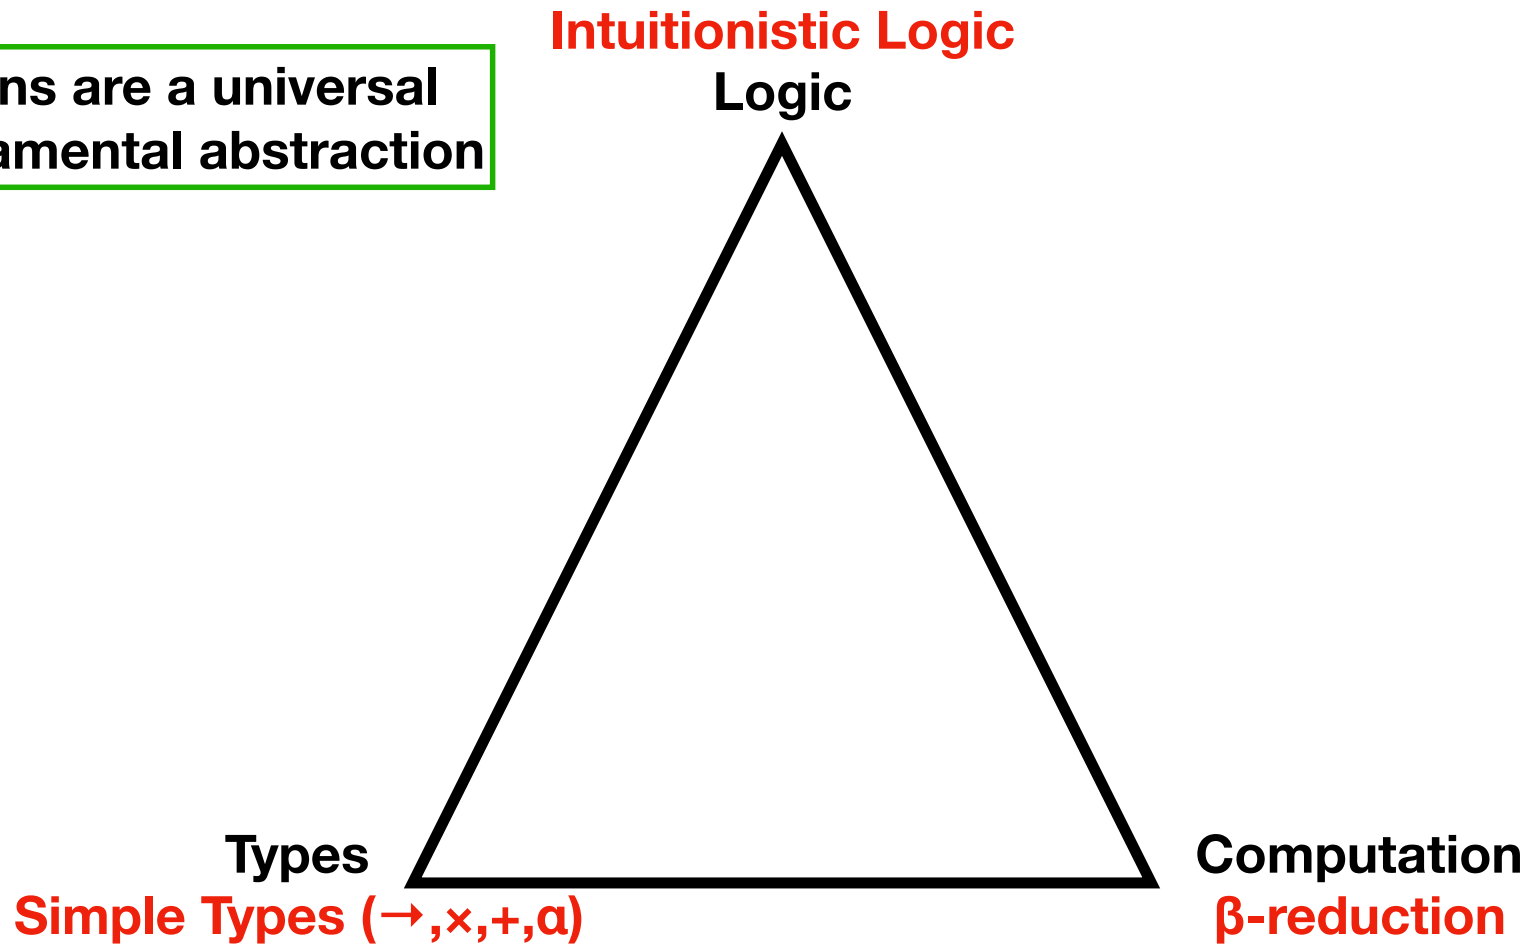 Intuitionistic Logic
ns are a universal
amental abstraction
Logic
Types
Computation
Simple Types (→,×,+,α)
β-reduction